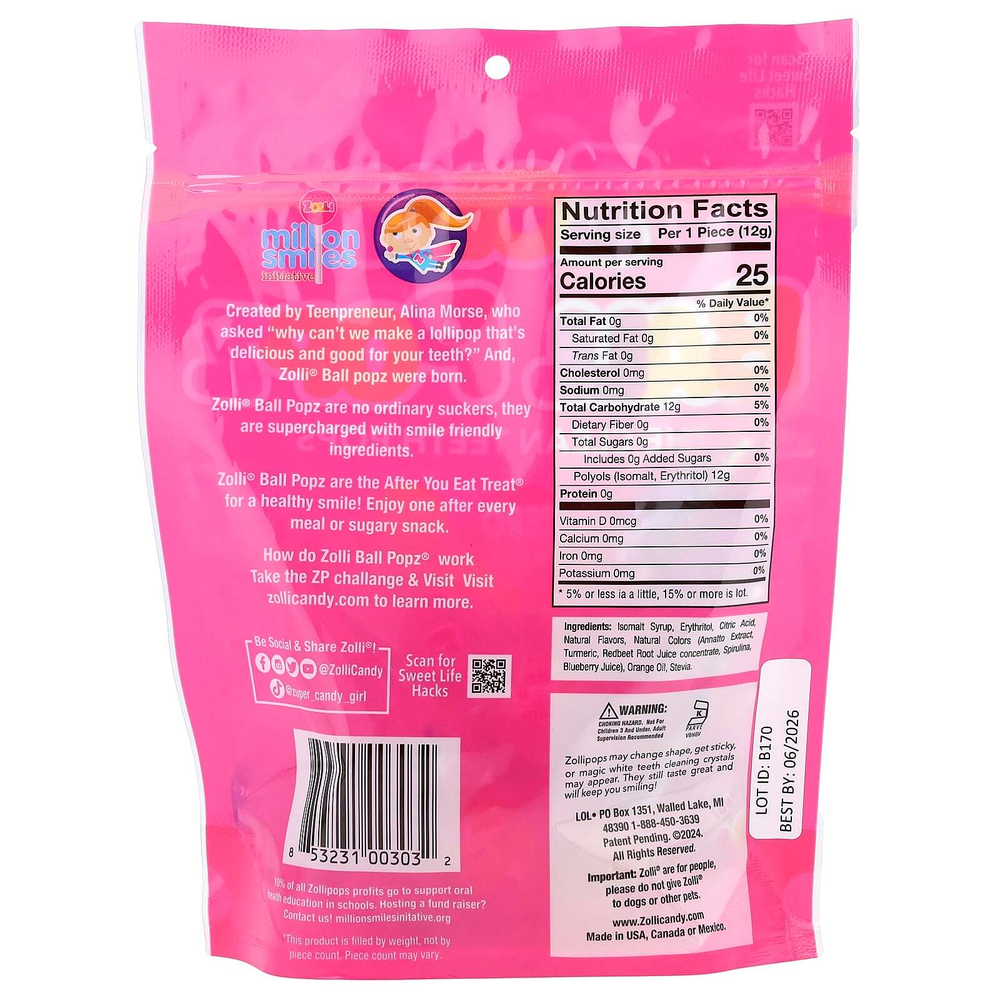 Scan for
Sweet Life
Hacks
ZOLLI
million
smiles
initiative
Created by Teenpreneur, Alina Morse, who
asked “why can’t we make a lollipop that’s
delicious and good for your teeth?” And,
Zolli® Ball popz were born.
Zolli® Ball Popz are no ordinary suckers, they
are supercharged with smile friendly
ingredients.
Zolli® Ball Popz are the After You Eat Treat®
for a healthy smile! Enjoy one after every
meal or sugary snack.
How do Zolli Ball Popz® work
Take the ZP challange & Visit Visit
zollicandy.com to learn more.
Be Social & Share Zolli®!
@ZolliCandy
@zuper_candy_girl
Scan for
Sweet Life
Hacks
8 53231 00303 2
10% of all Zollipops profits go to support oral
health education in schools. Hosting a fund raiser?
Contact us! millionsmilesinitative.org
*This product is filled by weight, not by
piece count. Piece count may vary.
Nutrition Facts
Serving size Per 1 Piece (12g)
Amount per serving
Calories 25
% Daily Value*
Total Fat 0g 0%
Saturated Fat 0g 0%
Trans Fat 0g
Cholesterol 0mg 0%
Sodium 0mg 0%
Total Carbohydrate 12g 5%
Dietary Fiber 0g 0%
Total Sugars 0g
Includes 0g Added Sugars 0%
Polyols (Isomalt, Erythritol) 12g
Protein 0g
Vitamin D 0mcg 0%
Calcium 0mg 0%
Iron 0mg 0%
Potassium 0mg 0%
* 5% or less ia a little, 15% or more is lot.
Ingredients: Isomalt Syrup, Erythritol, Citric Acid,
Natural Flavors, Natural Colors (Annatto Extract,
Turmeric, Redbeet Root Juice concentrate, Spirulina,
Blueberry Juice), Orange Oil, Stevia.
WARNING:
CHOKING HAZARD. Not For
Children 3 And Under. Adult
Supervision Recommended
K
PARVE
Zollipops may change shape, get sticky,
or magic white teeth cleaning crystals
may appear. They still taste great and
will keep you smiling!
LOL• PO Box 1351, Walled Lake, MI
48390 1-888-450-3639
Patent Pending. ©2024.
All Rights Reserved.
Important: Zolli® are for people,
please do not give Zolli®
to dogs or other pets.
www.ZolliCandy.com
Made in USA, Canada or Mexico.
LOT ID: B170
BEST BY: 06/2026